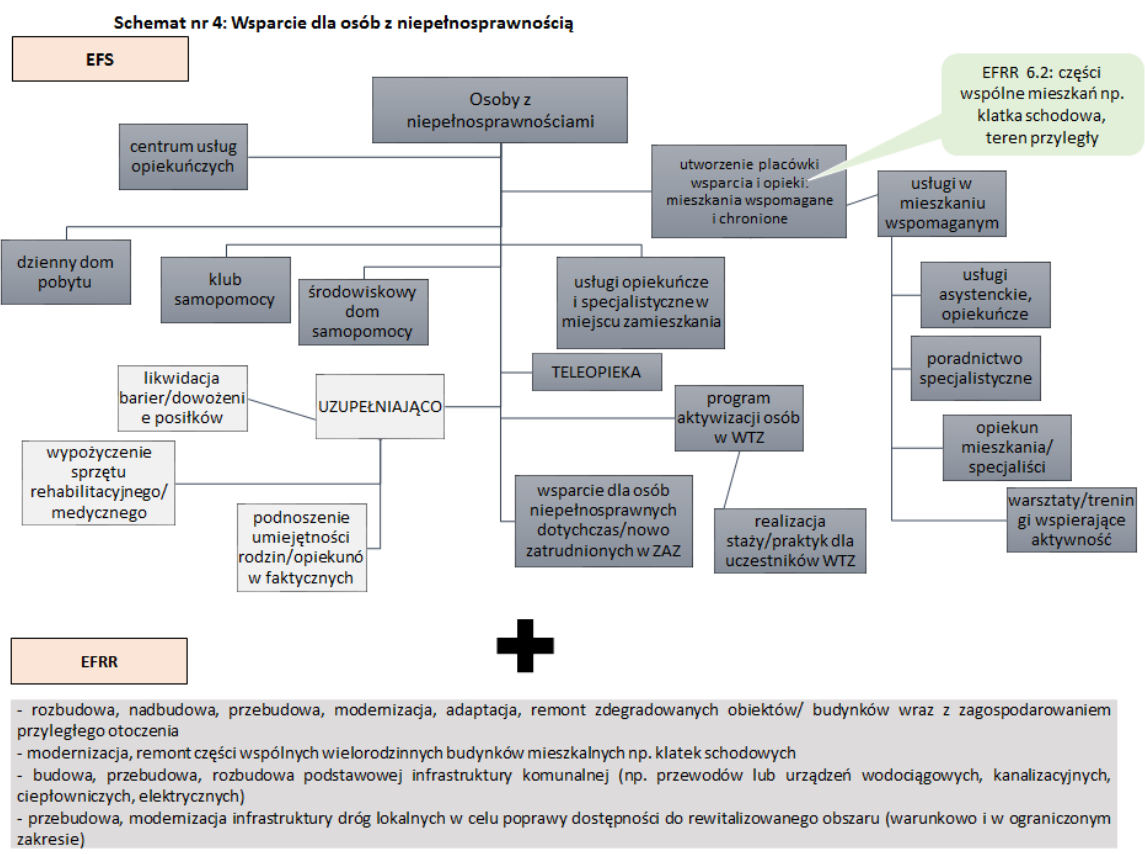 Schemat nr 4: Wsparcie dla osób z niepełnosprawnością
EFS
EFRR 6.2: części
wspólne mieszkań np.
klatka schodowa,
teren przyległy
Osoby z
niepełnosprawnościami
centrum usług
opiekuńczych
utworzenie placówki
wsparcia i opieki:
mieszkania wspomagane
i chronione
usługi w
mieszkaniu
wspomaganym
dzienny dom
pobytu
klub
samopomocy
środowiskowy
dom
samopomocy
usługi opiekuńcze
i specjalistyczne w
miejscu zamieszkania
usługi
asystenckie,
opiekuńcze
TELEOPIEKA
poradnictwo
specjalistyczne
likwidacja
barier/dowożeni
e posiłków
UZUPEŁNIAJĄCO
program
aktywizacji osób
w WTZ
opiekun
mieszkania/
specjaliści
wypożyczenie
sprzętu
rehabilitacyjnego/
medycznego
podnoszenie
umiejętności
rodzin/opiekunó
w faktycznych
wsparcie dla osób
niepełnosprawnych
dotychczas/nowo
zatrudnionych w ZAZ
realizacja
staży/praktyk dla
uczestników WTZ
warsztaty/trenin
gi wspierające
aktywność
EFRR
- rozbudowa, nadbudowa, przebudowa, modernizacja, adaptacja, remont zdegradowanych obiektów/ budynków wraz z zagospodarowaniem
przyległego otoczenia
- modernizacja, remont części wspólnych wielorodzinnych budynków mieszkalnych np. klatek schodowych
- budowa, przebudowa, rozbudowa podstawowej infrastruktury komunalnej (np. przewodów lub urządzeń wodociągowych, kanalizacyjnych,
ciepłowniczych, elektrycznych)
- przebudowa, modernizacja infrastruktury dróg lokalnych w celu poprawy dostępności do rewitalizowanego obszaru (warunkowo i w ograniczonym
zakresie)